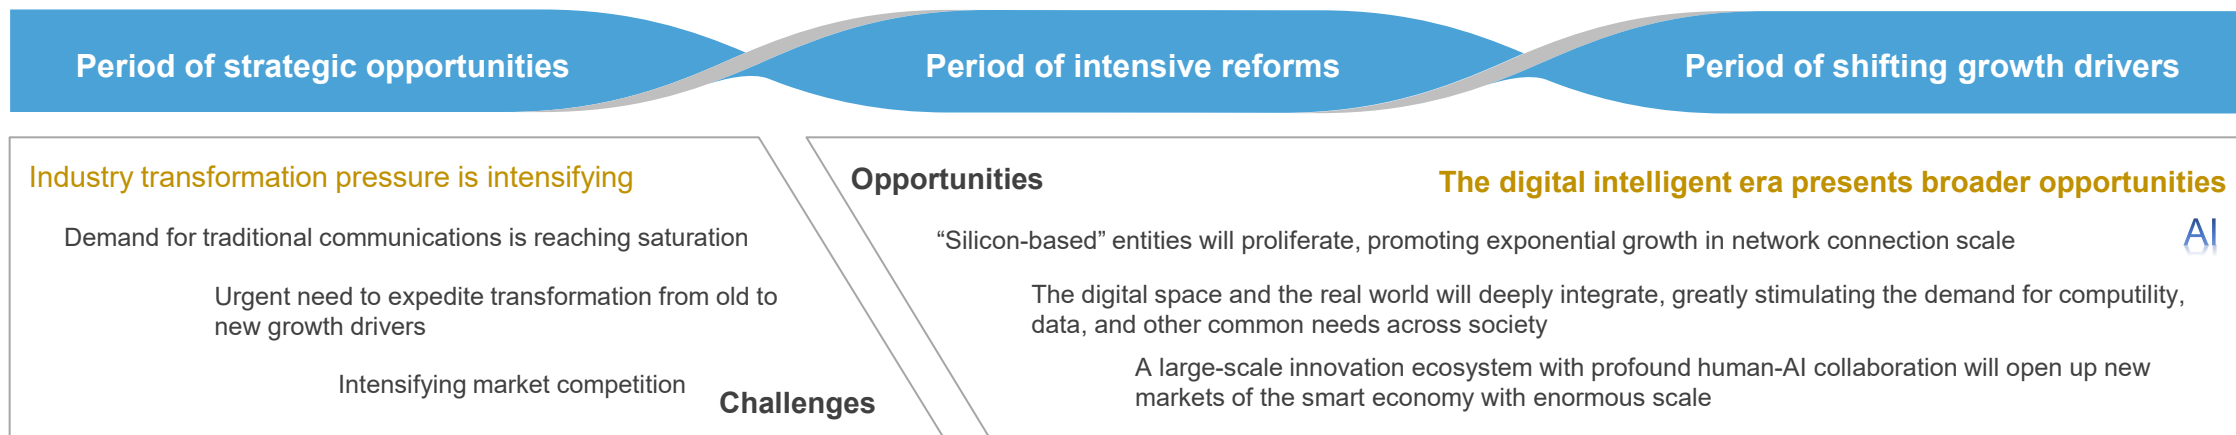 Period of strategic opportunities
Period of intensive reforms
Period of shifting growth drivers
Industry transformation pressure is intensifying
Demand for traditional communications is reaching saturation
Urgent need to expedite transformation from old to
new growth drivers
Intensifying market competition
Challenges
Opportunities
The digital intelligent era presents broader opportunities
“Silicon-based” entities will proliferate, promoting exponential growth in network connection scale
AI
The digital space and the real world will deeply integrate, greatly stimulating the demand for computility,
data, and other common needs across society
A large-scale innovation ecosystem with profound human-AI collaboration will open up new
markets of the smart economy with enormous scale